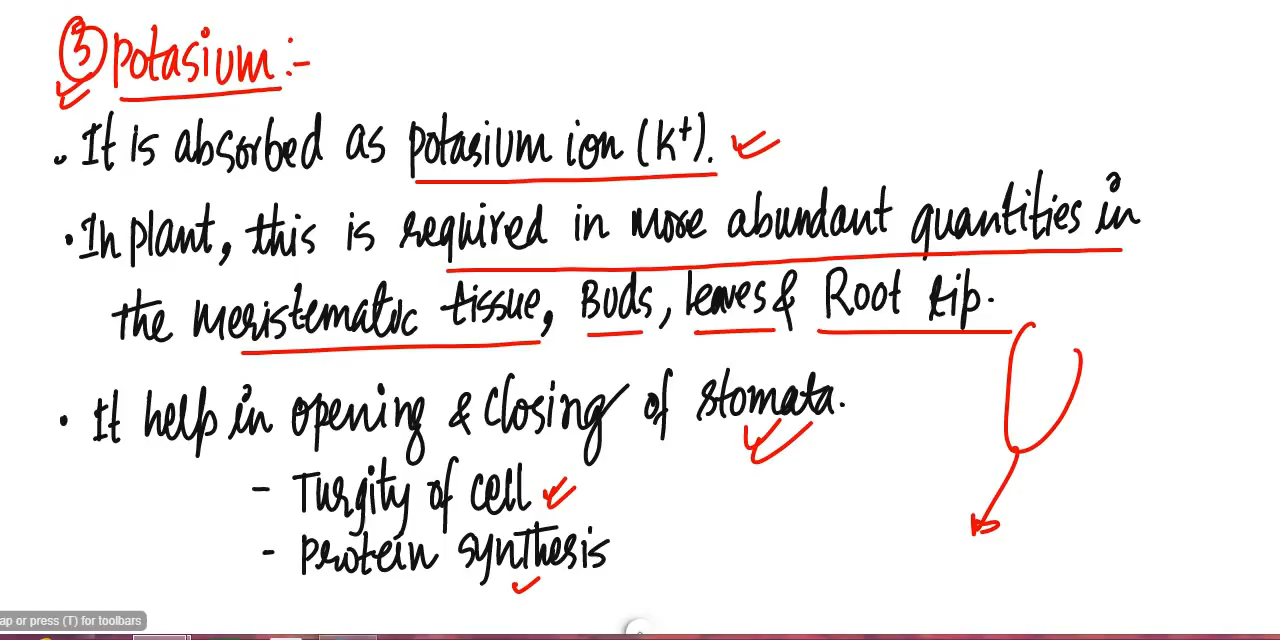 ③ Potasium :-
• It is absorbed as potasium ion (K+).
• In plant, this is required in more abundant quantities in
the meristematic tissue, Buds, leaves & Root tip.
• It help in opening & closing of stomata.
- Turgity of cell
- Protein synthesis
ap or press (T) for toolbars